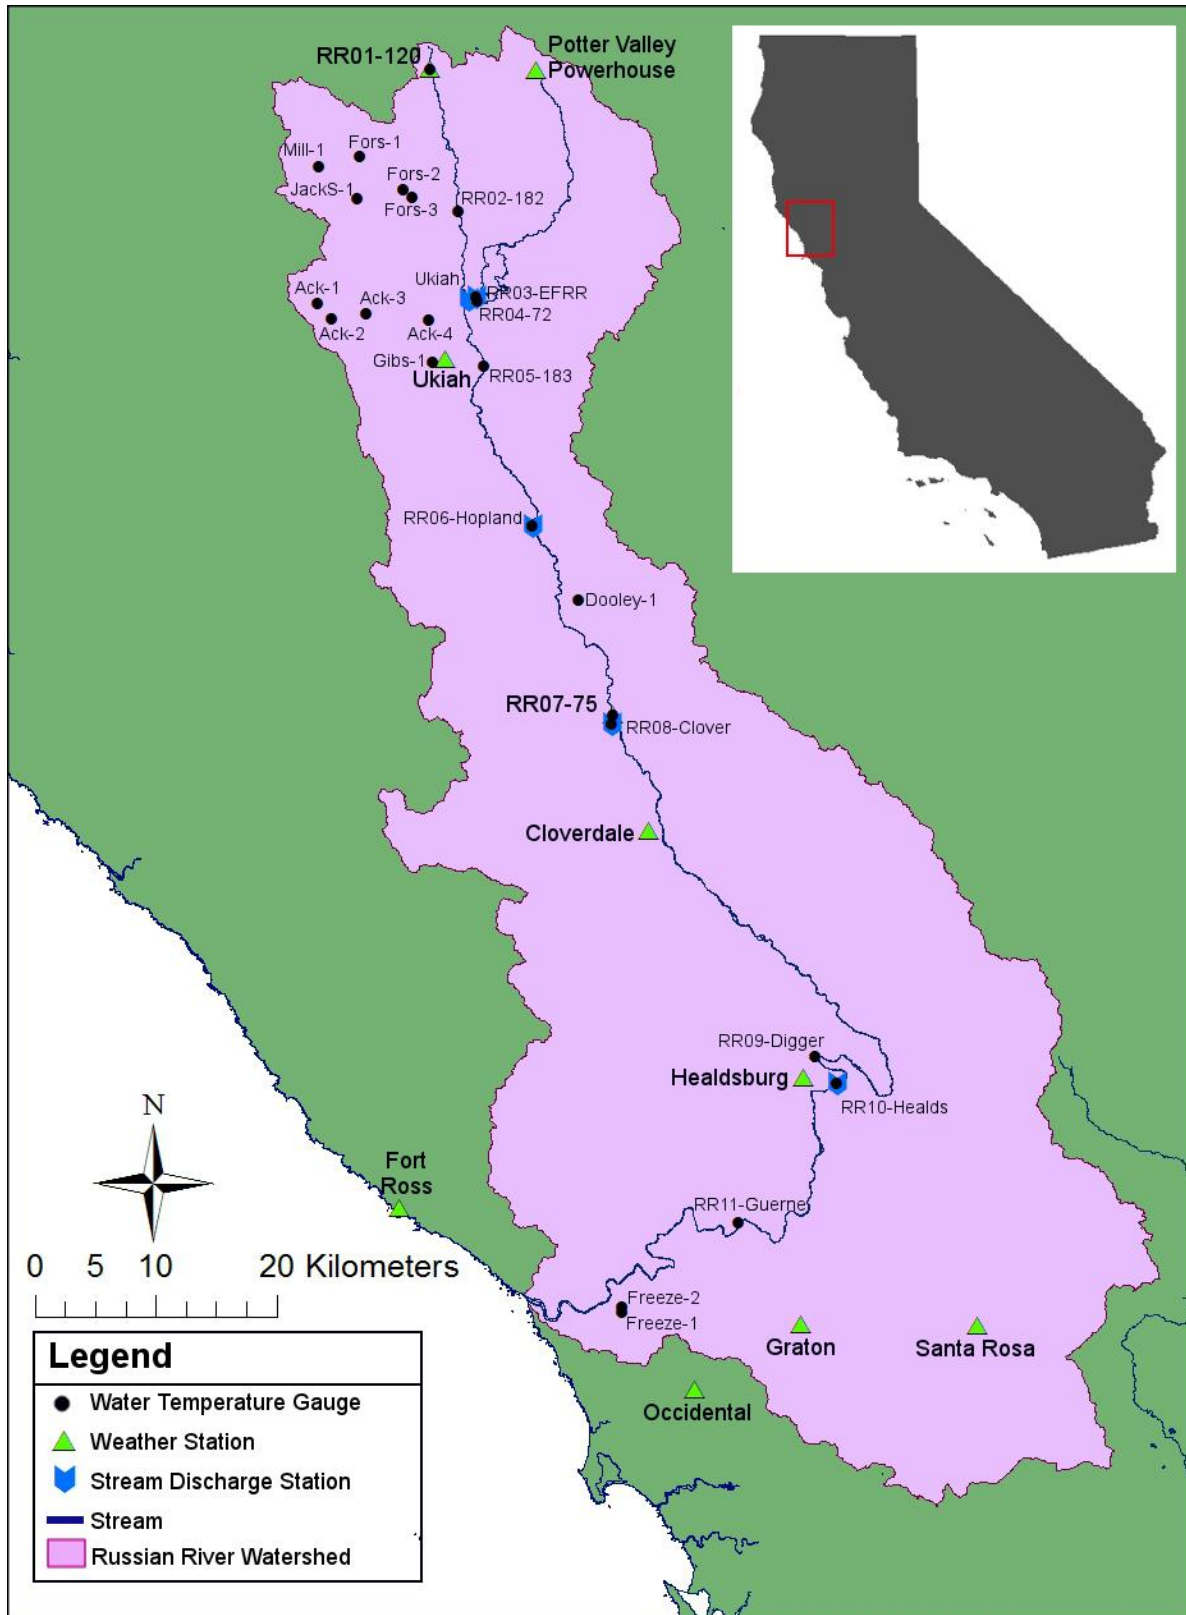 RR01-120
Potter Valley
Powerhouse
Mill-1
Fors-1
Fors-2
JackS-1
Fors-3
RR02-182
Ukiah
RR03-EFRR
RR04-72
Ack-1
Ack-3
Ack-2
Ack-4
Gibs-1
Ukiah
RR05-183
RR06-Hopland
Dooley-1
RR07-75
RR08-Clover
Cloverdale
RR09-Digger
Healdsburg
RR10-Healds
N
Fort
Ross
RR11-Guerne
0 5 10 20 Kilometers
Freeze-2
Freeze-1
Graton
Santa Rosa
Occidental
Legend
Water Temperature Gauge
Weather Station
Stream Discharge Station
Stream
Russian River Watershed